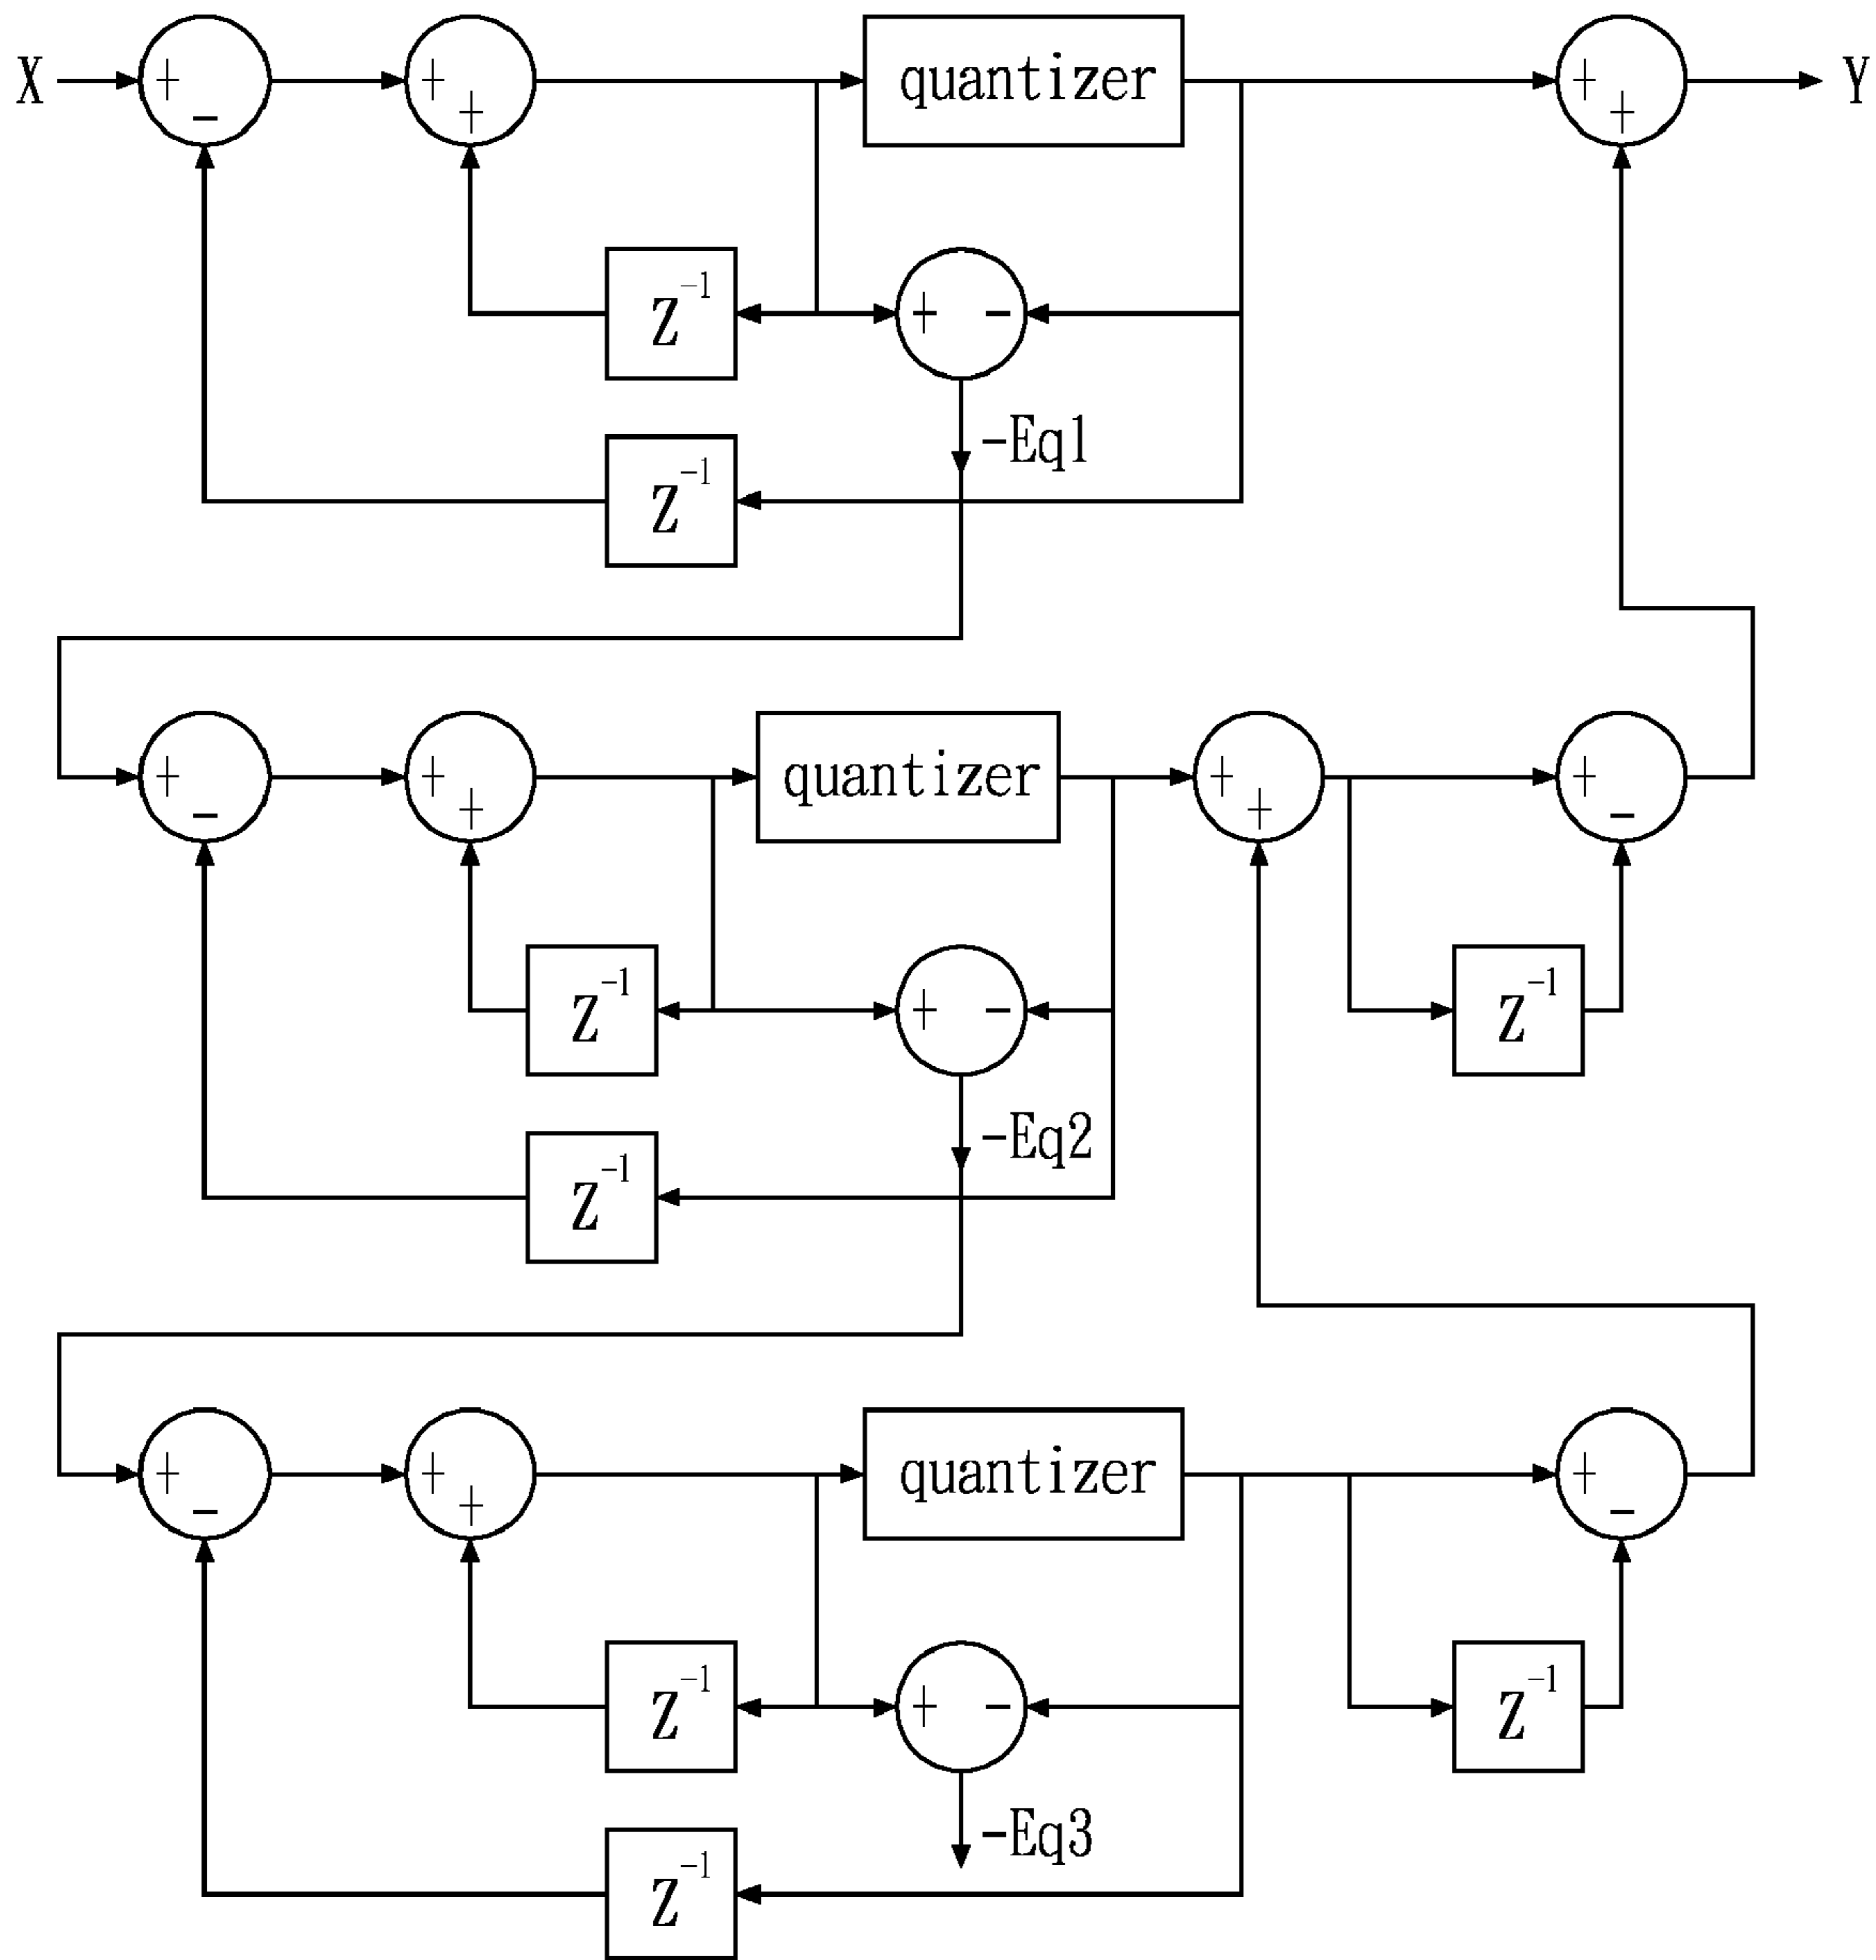 X + - + + quantizer + + Y
Z⁻¹ + -
-Eq1
Z⁻¹
+ - + + quantizer + + + -
Z⁻¹ + - Z⁻¹
-Eq2
Z⁻¹
+ - + + quantizer + -
Z⁻¹ + - Z⁻¹
-Eq3
Z⁻¹